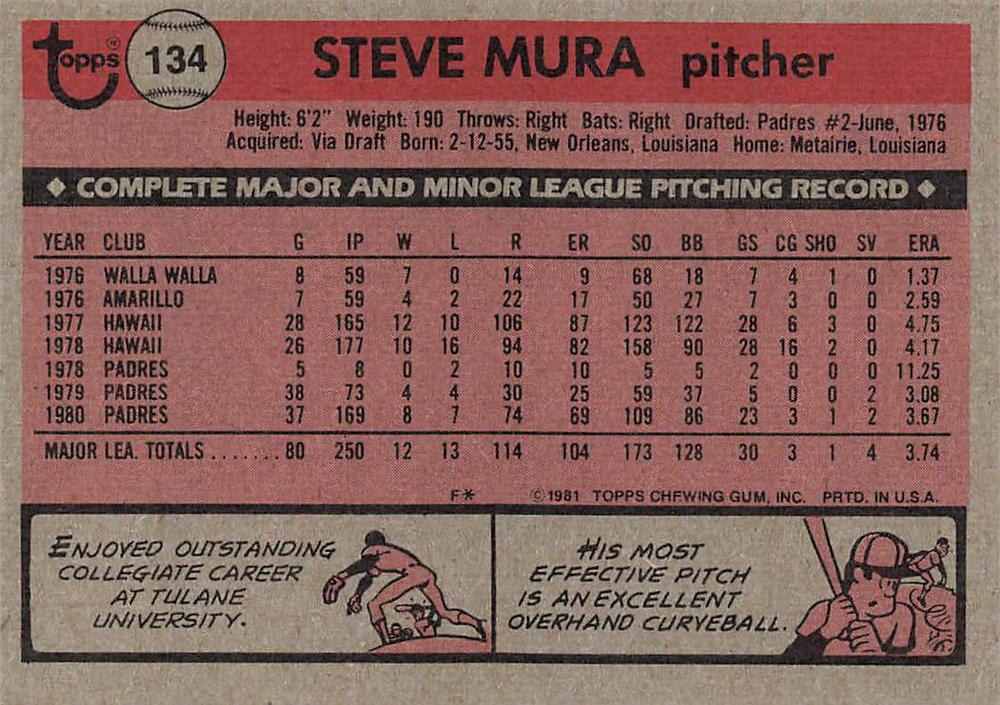 Topps® 134 STEVE MURA pitcher
Height: 6'2" Weight: 190 Throws: Right Bats: Right Drafted: Padres #2-June, 1976
Acquired: Via Draft Born: 2-12-55, New Orleans, Louisiana Home: Metairie, Louisiana
◆ COMPLETE MAJOR AND MINOR LEAGUE PITCHING RECORD ◆
YEAR CLUB G IP W L R ER SO BB GS CG SHO SV ERA
1976 WALLA WALLA 8 59 7 0 14 9 68 18 7 4 1 0 1.37
1976 AMARILLO 7 59 4 2 22 17 50 27 7 3 0 0 2.59
1977 HAWAII 28 165 12 10 106 87 123 122 28 6 3 0 4.75
1978 HAWAII 26 177 10 16 94 82 158 90 28 16 2 0 4.17
1978 PADRES 5 8 0 2 10 10 5 5 2 0 0 0 11.25
1979 PADRES 38 73 4 4 30 25 59 37 5 0 0 2 3.08
1980 PADRES 37 169 8 7 74 69 109 86 23 3 1 2 3.67
MAJOR LEA. TOTALS ....... 80 250 12 13 114 104 173 128 30 3 1 4 3.74
F* ©1981 TOPPS CHEWING GUM, INC. PRTD. IN U.S.A.
ENJOYED OUTSTANDING
COLLEGIATE CAREER
AT TULANE
UNIVERSITY.
HIS MOST
EFFECTIVE PITCH
IS AN EXCELLENT
OVERHAND CURVEBALL.